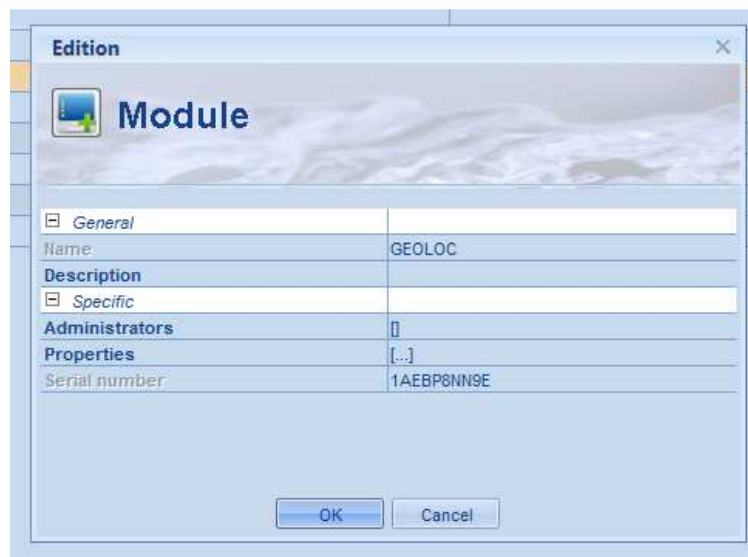 Edition
Module
General
Name GEOLOC
Description
Specific
Administrators []
Properties [...]
Serial number 1AEBP8NN9E
OK Cancel